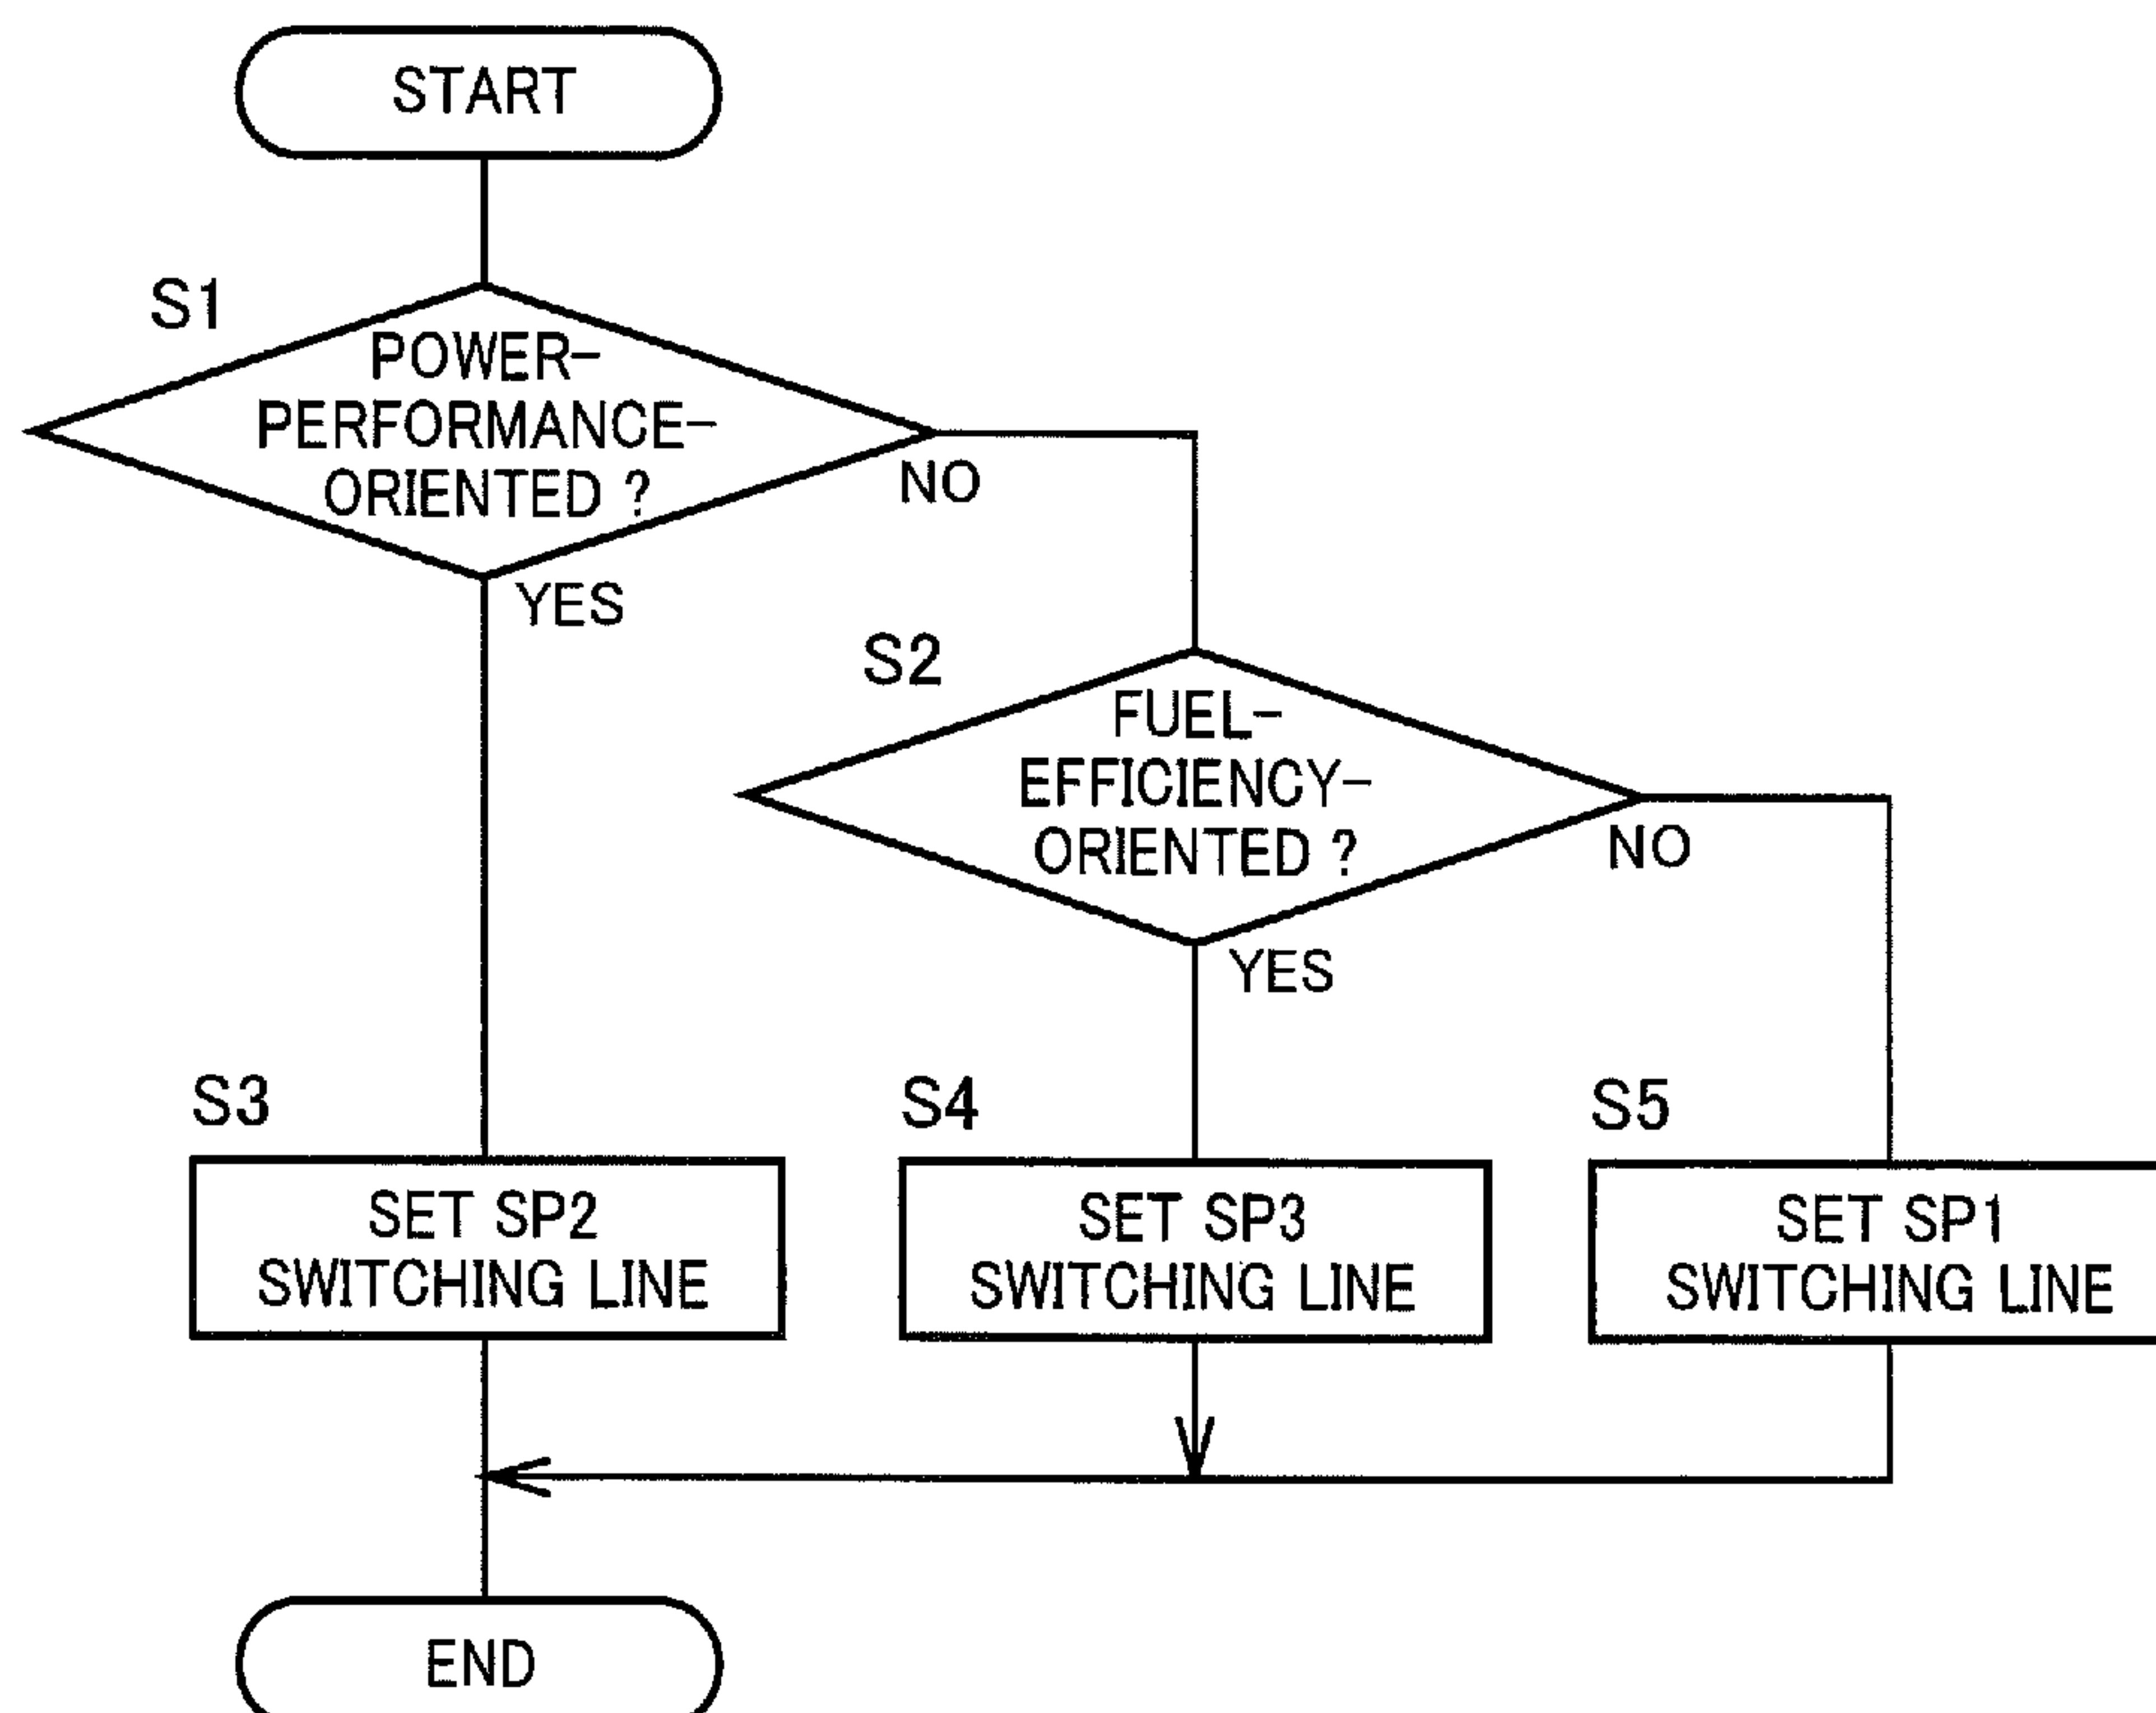 START
S1
POWER-
PERFORMANCE-
ORIENTED ?
NO
YES
S2
FUEL-
EFFICIENCY-
ORIENTED ?
NO
YES
S3
SET SP2
SWITCHING LINE
S4
SET SP3
SWITCHING LINE
S5
SET SP1
SWITCHING LINE
END